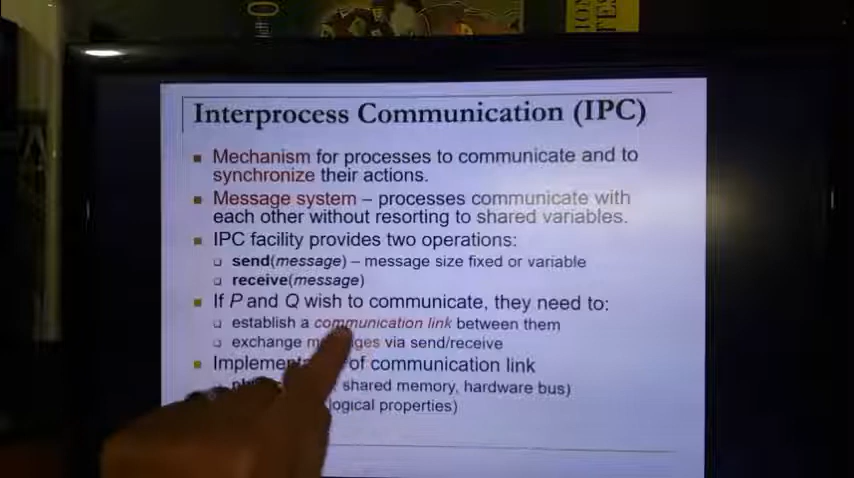 Interprocess Communication (IPC)
Mechanism for processes to communicate and to
synchronize their actions.
Message system – processes communicate with
each other without resorting to shared variables.
IPC facility provides two operations:
send(message) – message size fixed or variable
receive(message)
If P and Q wish to communicate, they need to:
establish a communication link between them
exchange via send/receive
of communication link
shared memory, hardware bus)
logical properties)